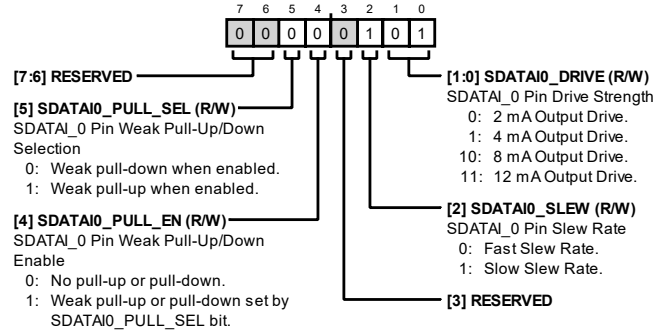 7 6 5 4 3 2 1 0
0 0 0 0 0 1 0 1
[7:6] RESERVED
[5] SDATAI0_PULL_SEL (R/W)
SDATAI_0 Pin Weak Pull-Up/Down
Selection
0: Weak pull-down when enabled.
1: Weak pull-up when enabled.
[4] SDATAI0_PULL_EN (R/W)
SDATAI_0 Pin Weak Pull-Up/Down
Enable
0: No pull-up or pull-down.
1: Weak pull-up or pull-down set by
SDATAI0_PULL_SEL bit.
[1:0] SDATAI0_DRIVE (R/W)
SDATAI_0 Pin Drive Strength
0: 2 mA Output Drive.
1: 4 mA Output Drive.
10: 8 mA Output Drive.
11: 12 mA Output Drive.
[2] SDATAI0_SLEW (R/W)
SDATAI_0 Pin Slew Rate
0: Fast Slew Rate.
1: Slow Slew Rate.
[3] RESERVED